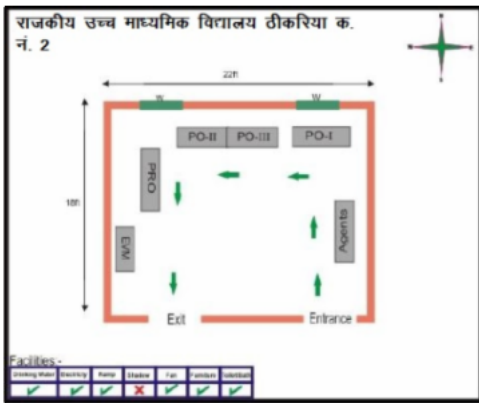 राजकीय उच्च माध्यमिक विद्यालय ठीकरिया क.
नं. 2
22ft
W W
PO-II PO-III PO-I
PRO
18ft
Agents
EVM
Exit Entrance
Facilities:-
Drinking Water Electricity Ramp Shadow Fan Furniture Toilet/Bath